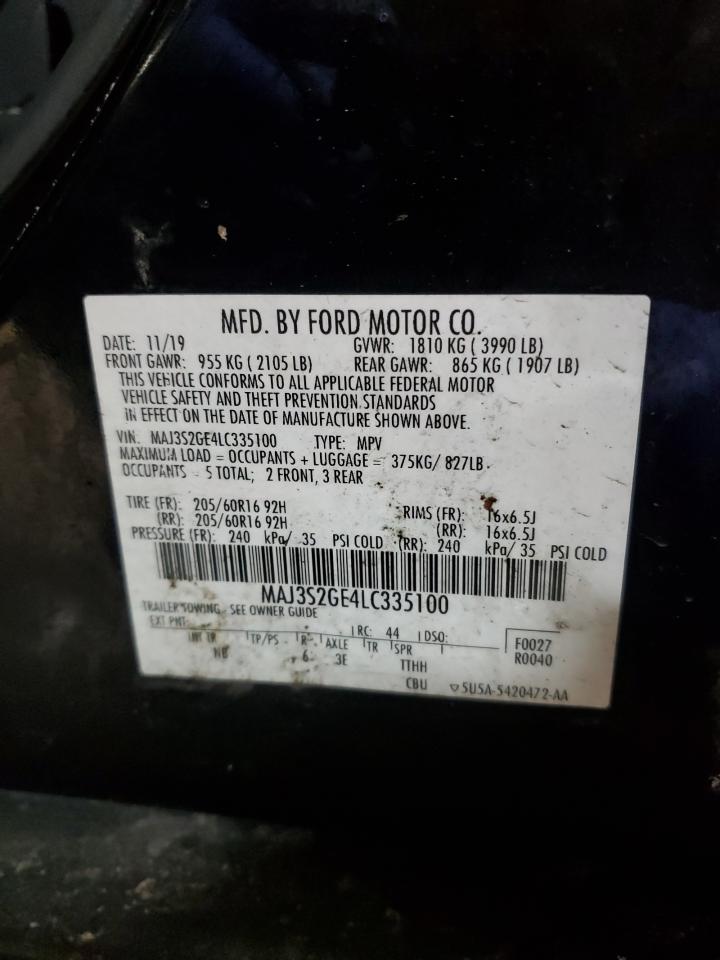 MFD. BY FORD MOTOR CO.
DATE: 11/19 GVWR: 1810 KG ( 3990 LB)
FRONT GAWR: 955 KG ( 2105 LB) REAR GAWR: 865 KG ( 1907 LB)
THIS VEHICLE CONFORMS TO ALL APPLICABLE FEDERAL MOTOR
VEHICLE SAFETY AND THEFT PREVENTION STANDARDS
IN EFFECT ON THE DATE OF MANUFACTURE SHOWN ABOVE.
VIN: MAJ3S2GE4LC335100 TYPE: MPV
MAXIMUM LOAD = OCCUPANTS + LUGGAGE = 375KG/ 827LB
OCCUPANTS = 5 TOTAL; 2 FRONT, 3 REAR
TIRE (FR): 205/60R16 92H RIMS (FR): 16x6.5J
(RR): 205/60R16 92H (RR): 16x6.5J
PRESSURE (FR): 240 kPa/ 35 PSI COLD (RR): 240 kPa/ 35 PSI COLD
MAJ3S2GE4LC335100
TRAILER TOWING - SEE OWNER GUIDE
EXT PNT: RC: 44 DSO: F0027
INT TR TP/PS R AXLE TR SPR R0040
6 3E TTHH
CBU 5U5A-5420472-AA